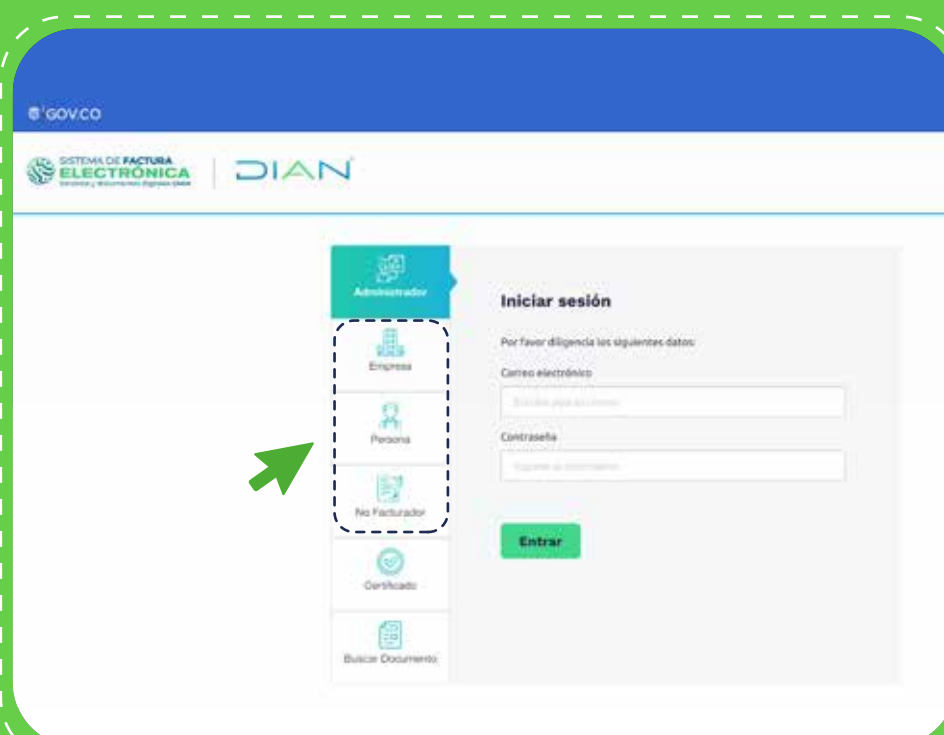 GOV.CO
SISTEMA DE FACTURA
ELECTRÓNICA
DIAN
Administrador
Empresa
Persona
No Facturador
Certificado
Buscar Documento
Iniciar sesión
Por favor diligencia los siguientes datos:
Correo electrónico
Contraseña
Entrar